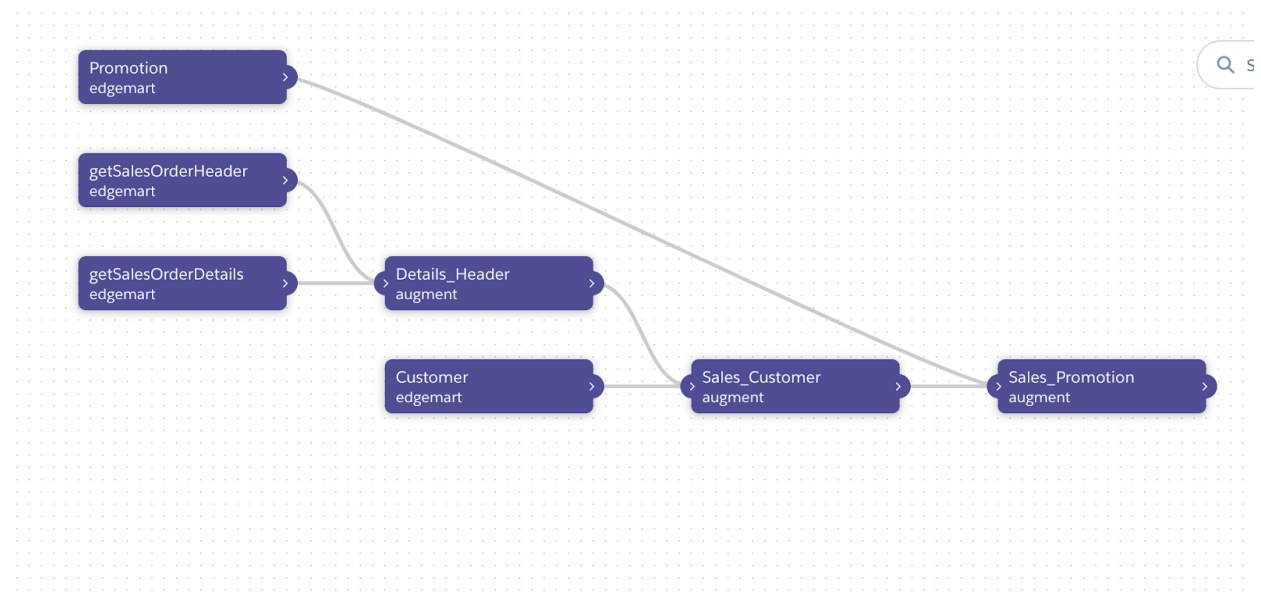 Promotion
edgemart
getSalesOrderHeader
edgemart
getSalesOrderDetails
edgemart
Details_Header
augment
Customer
edgemart
Sales_Customer
augment
Sales_Promotion
augment